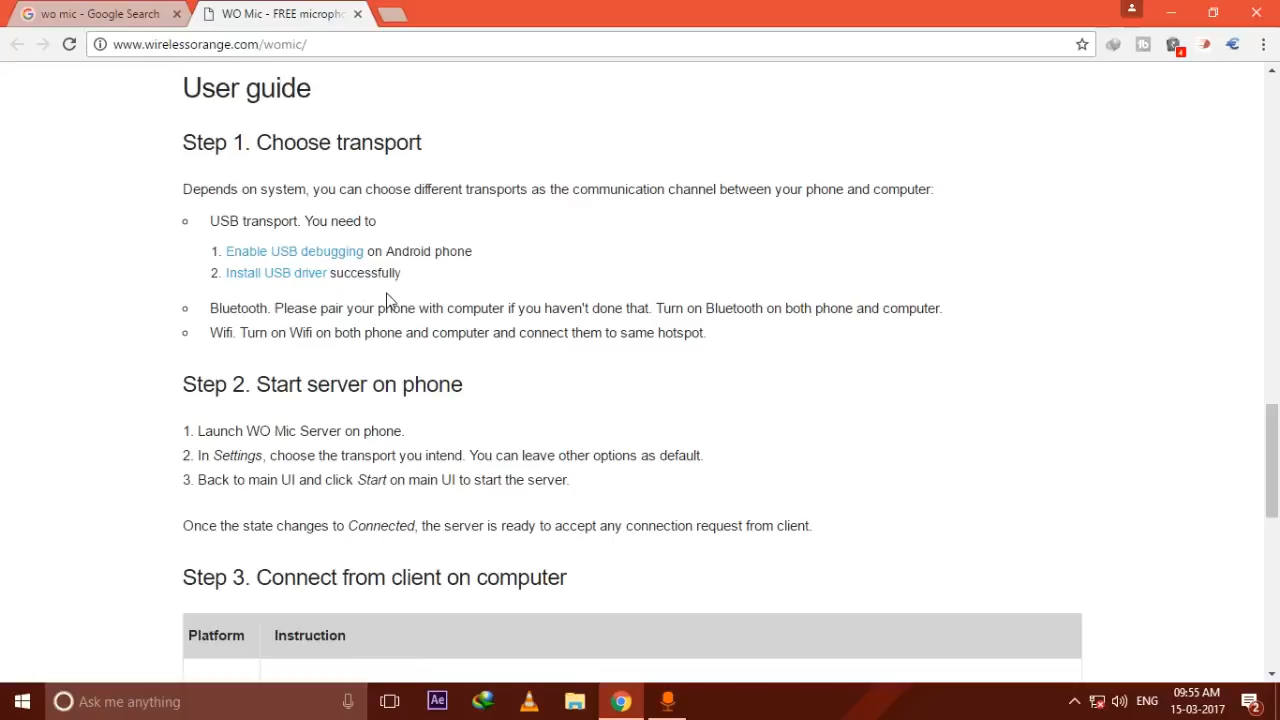 wo mic - Google Search
WO Mic - FREE microph
www.wirelessorange.com/womic/
4
User guide
Step 1. Choose transport
Depends on system, you can choose different transports as the communication channel between your phone and computer:
USB transport. You need to
1. Enable USB debugging on Android phone
2. Install USB driver successfully
Bluetooth. Please pair your phone with computer if you haven't done that. Turn on Bluetooth on both phone and computer.
Wifi. Turn on Wifi on both phone and computer and connect them to same hotspot.
Step 2. Start server on phone
1. Launch WO Mic Server on phone.
2. In Settings, choose the transport you intend. You can leave other options as default.
3. Back to main UI and click Start on main UI to start the server.
Once the state changes to Connected, the server is ready to accept any connection request from client.
Step 3. Connect from client on computer
Platform Instruction
Ask me anything
Ae
ENG
09:55 AM
15-03-2017
2